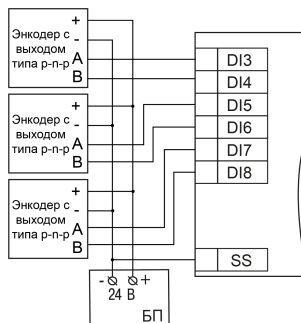 Энкодер с
выходом
типа p-n-p
+
-
A
B
Энкодер с
выходом
типа p-n-p
+
-
A
B
Энкодер с
выходом
типа p-n-p
+
-
A
B
DI3
DI4
DI5
DI6
DI7
DI8
SS
- +
24 В
БП